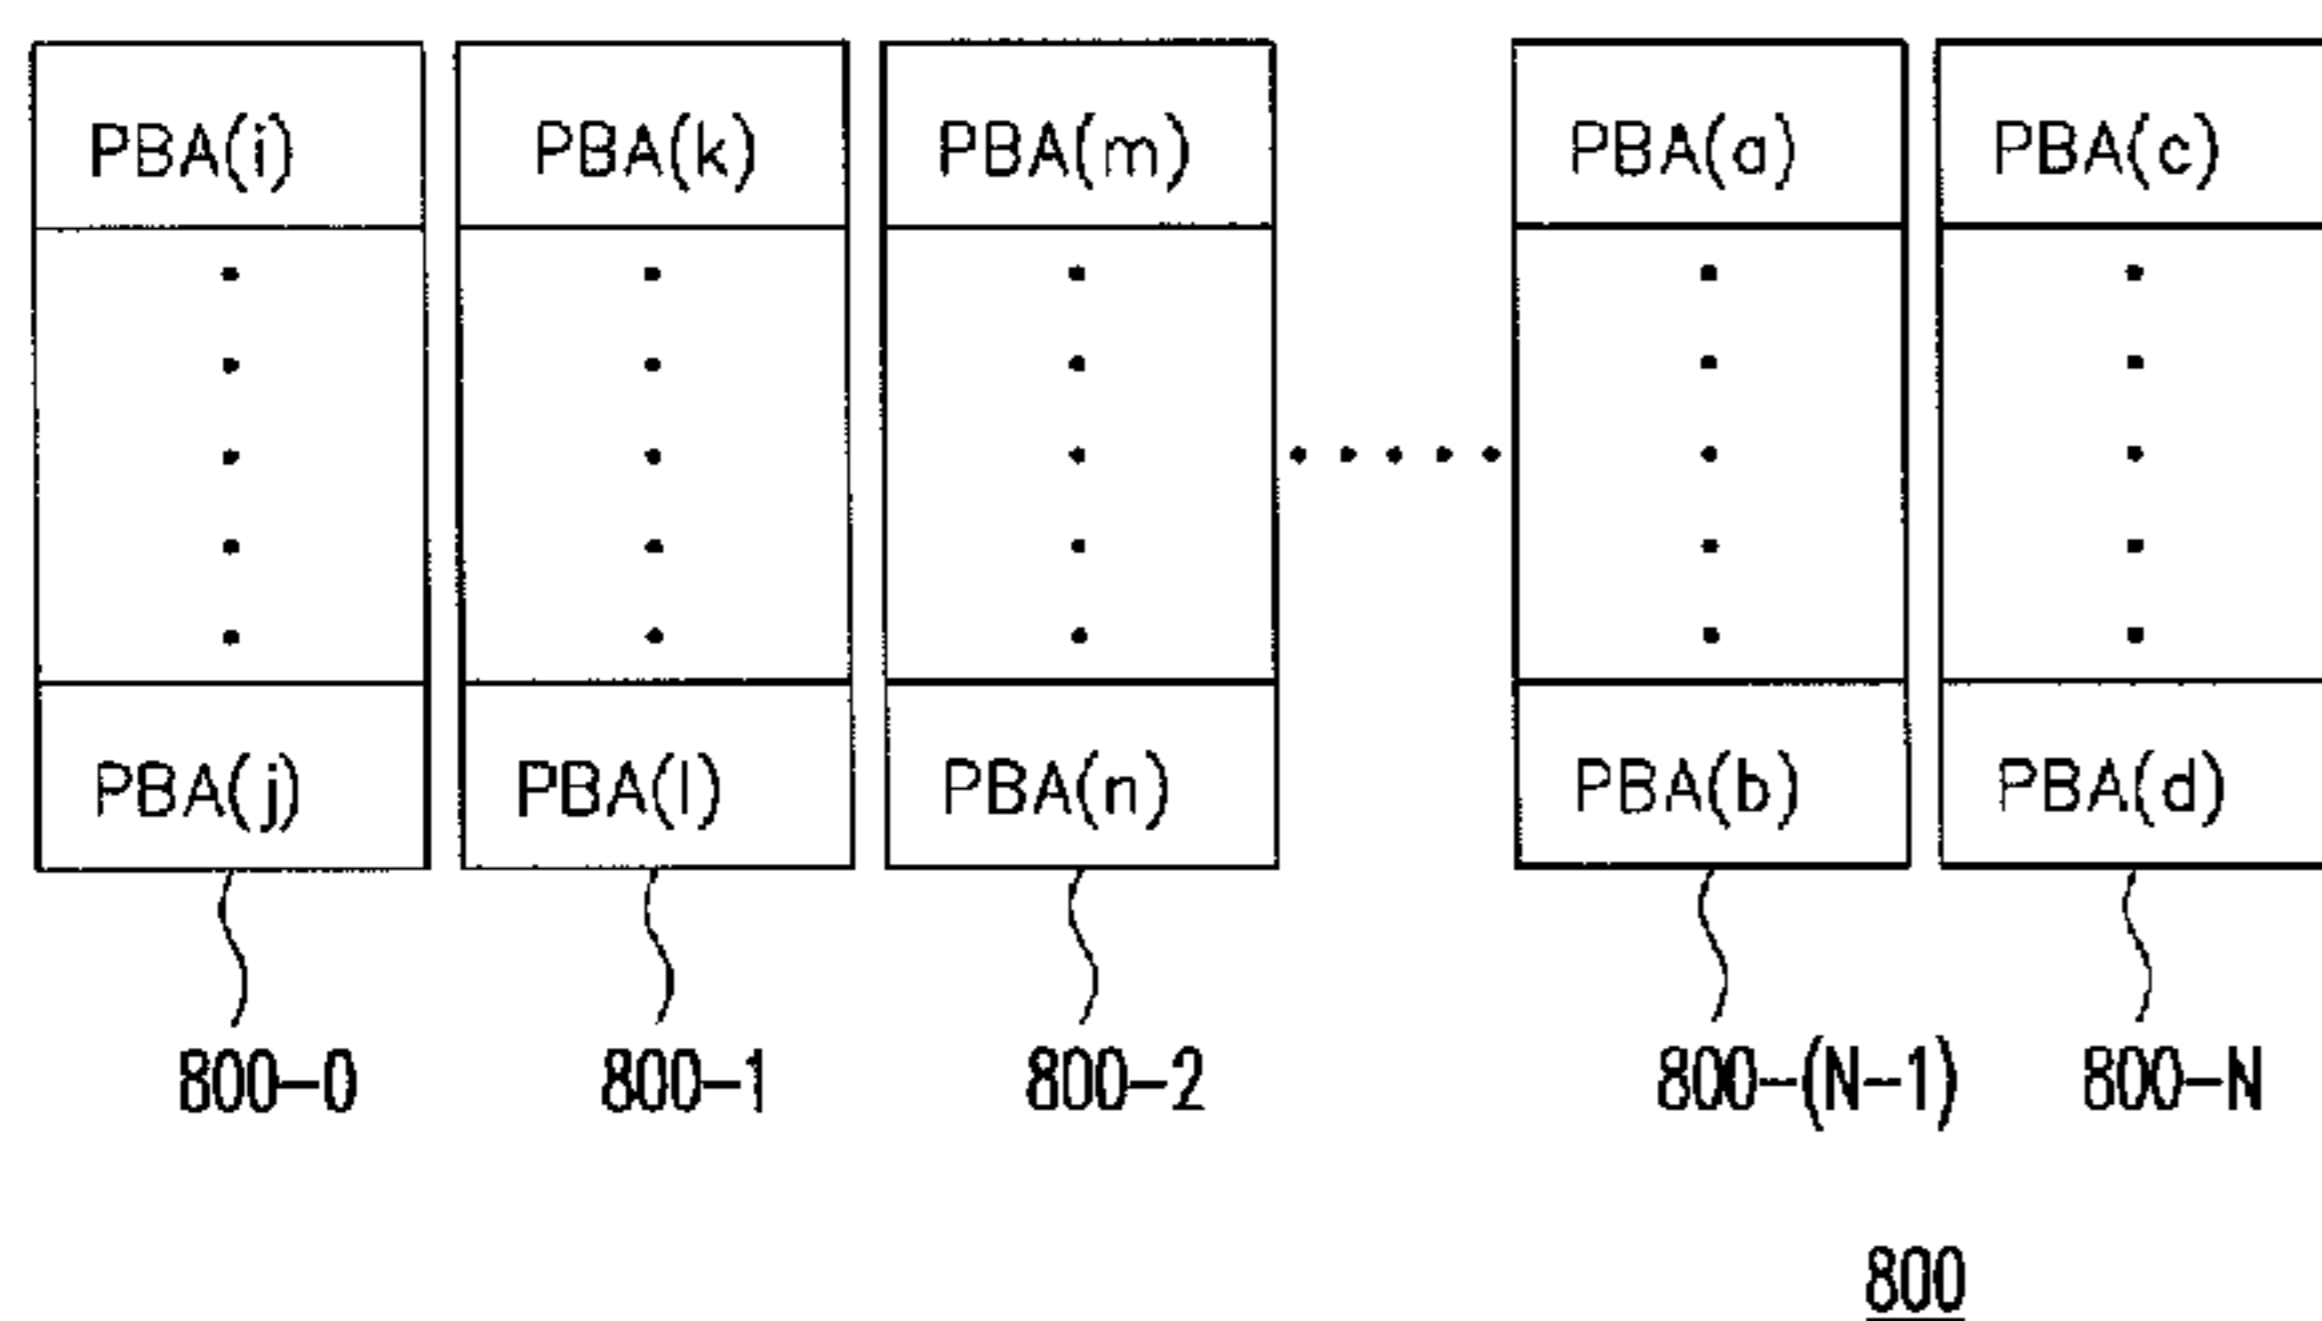 PBA(i) PBA(k) PBA(m) PBA(a) PBA(c)
PBA(j) PBA(l) PBA(n) PBA(b) PBA(d)
800-0 800-1 800-2 800-(N-1) 800-N
800